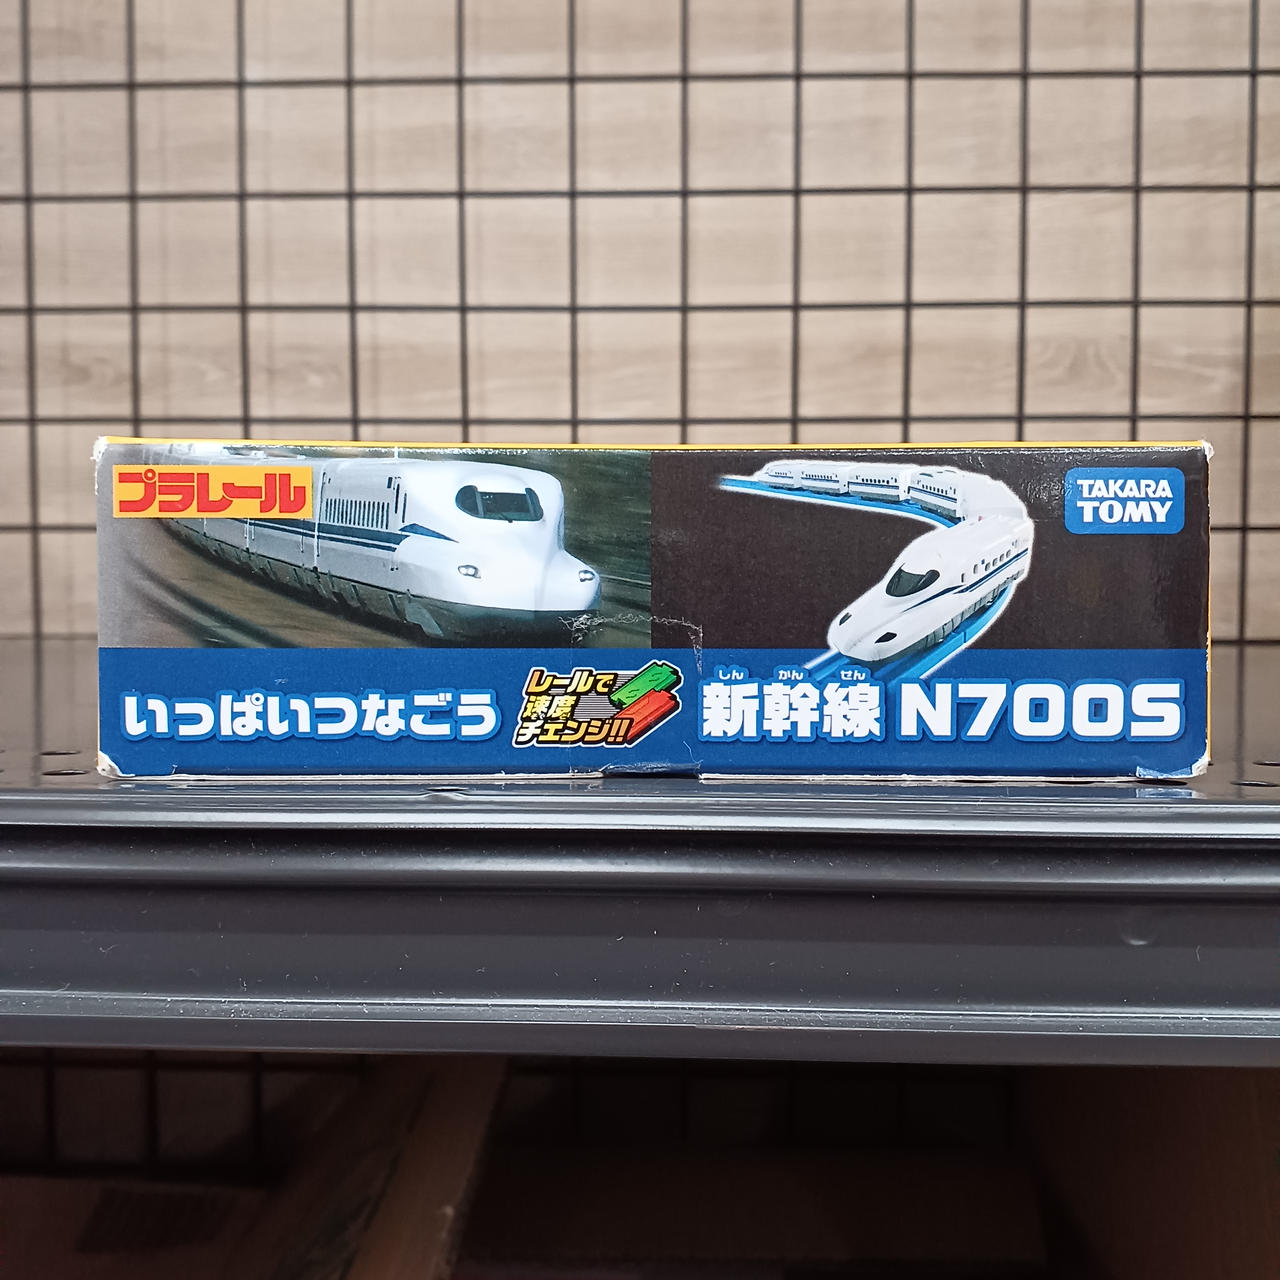 プラレール
TAKARA
TOMY
いっぱいつなごう
レールで
速度
チェンジ!!
しん かん せん
新幹線 N700S